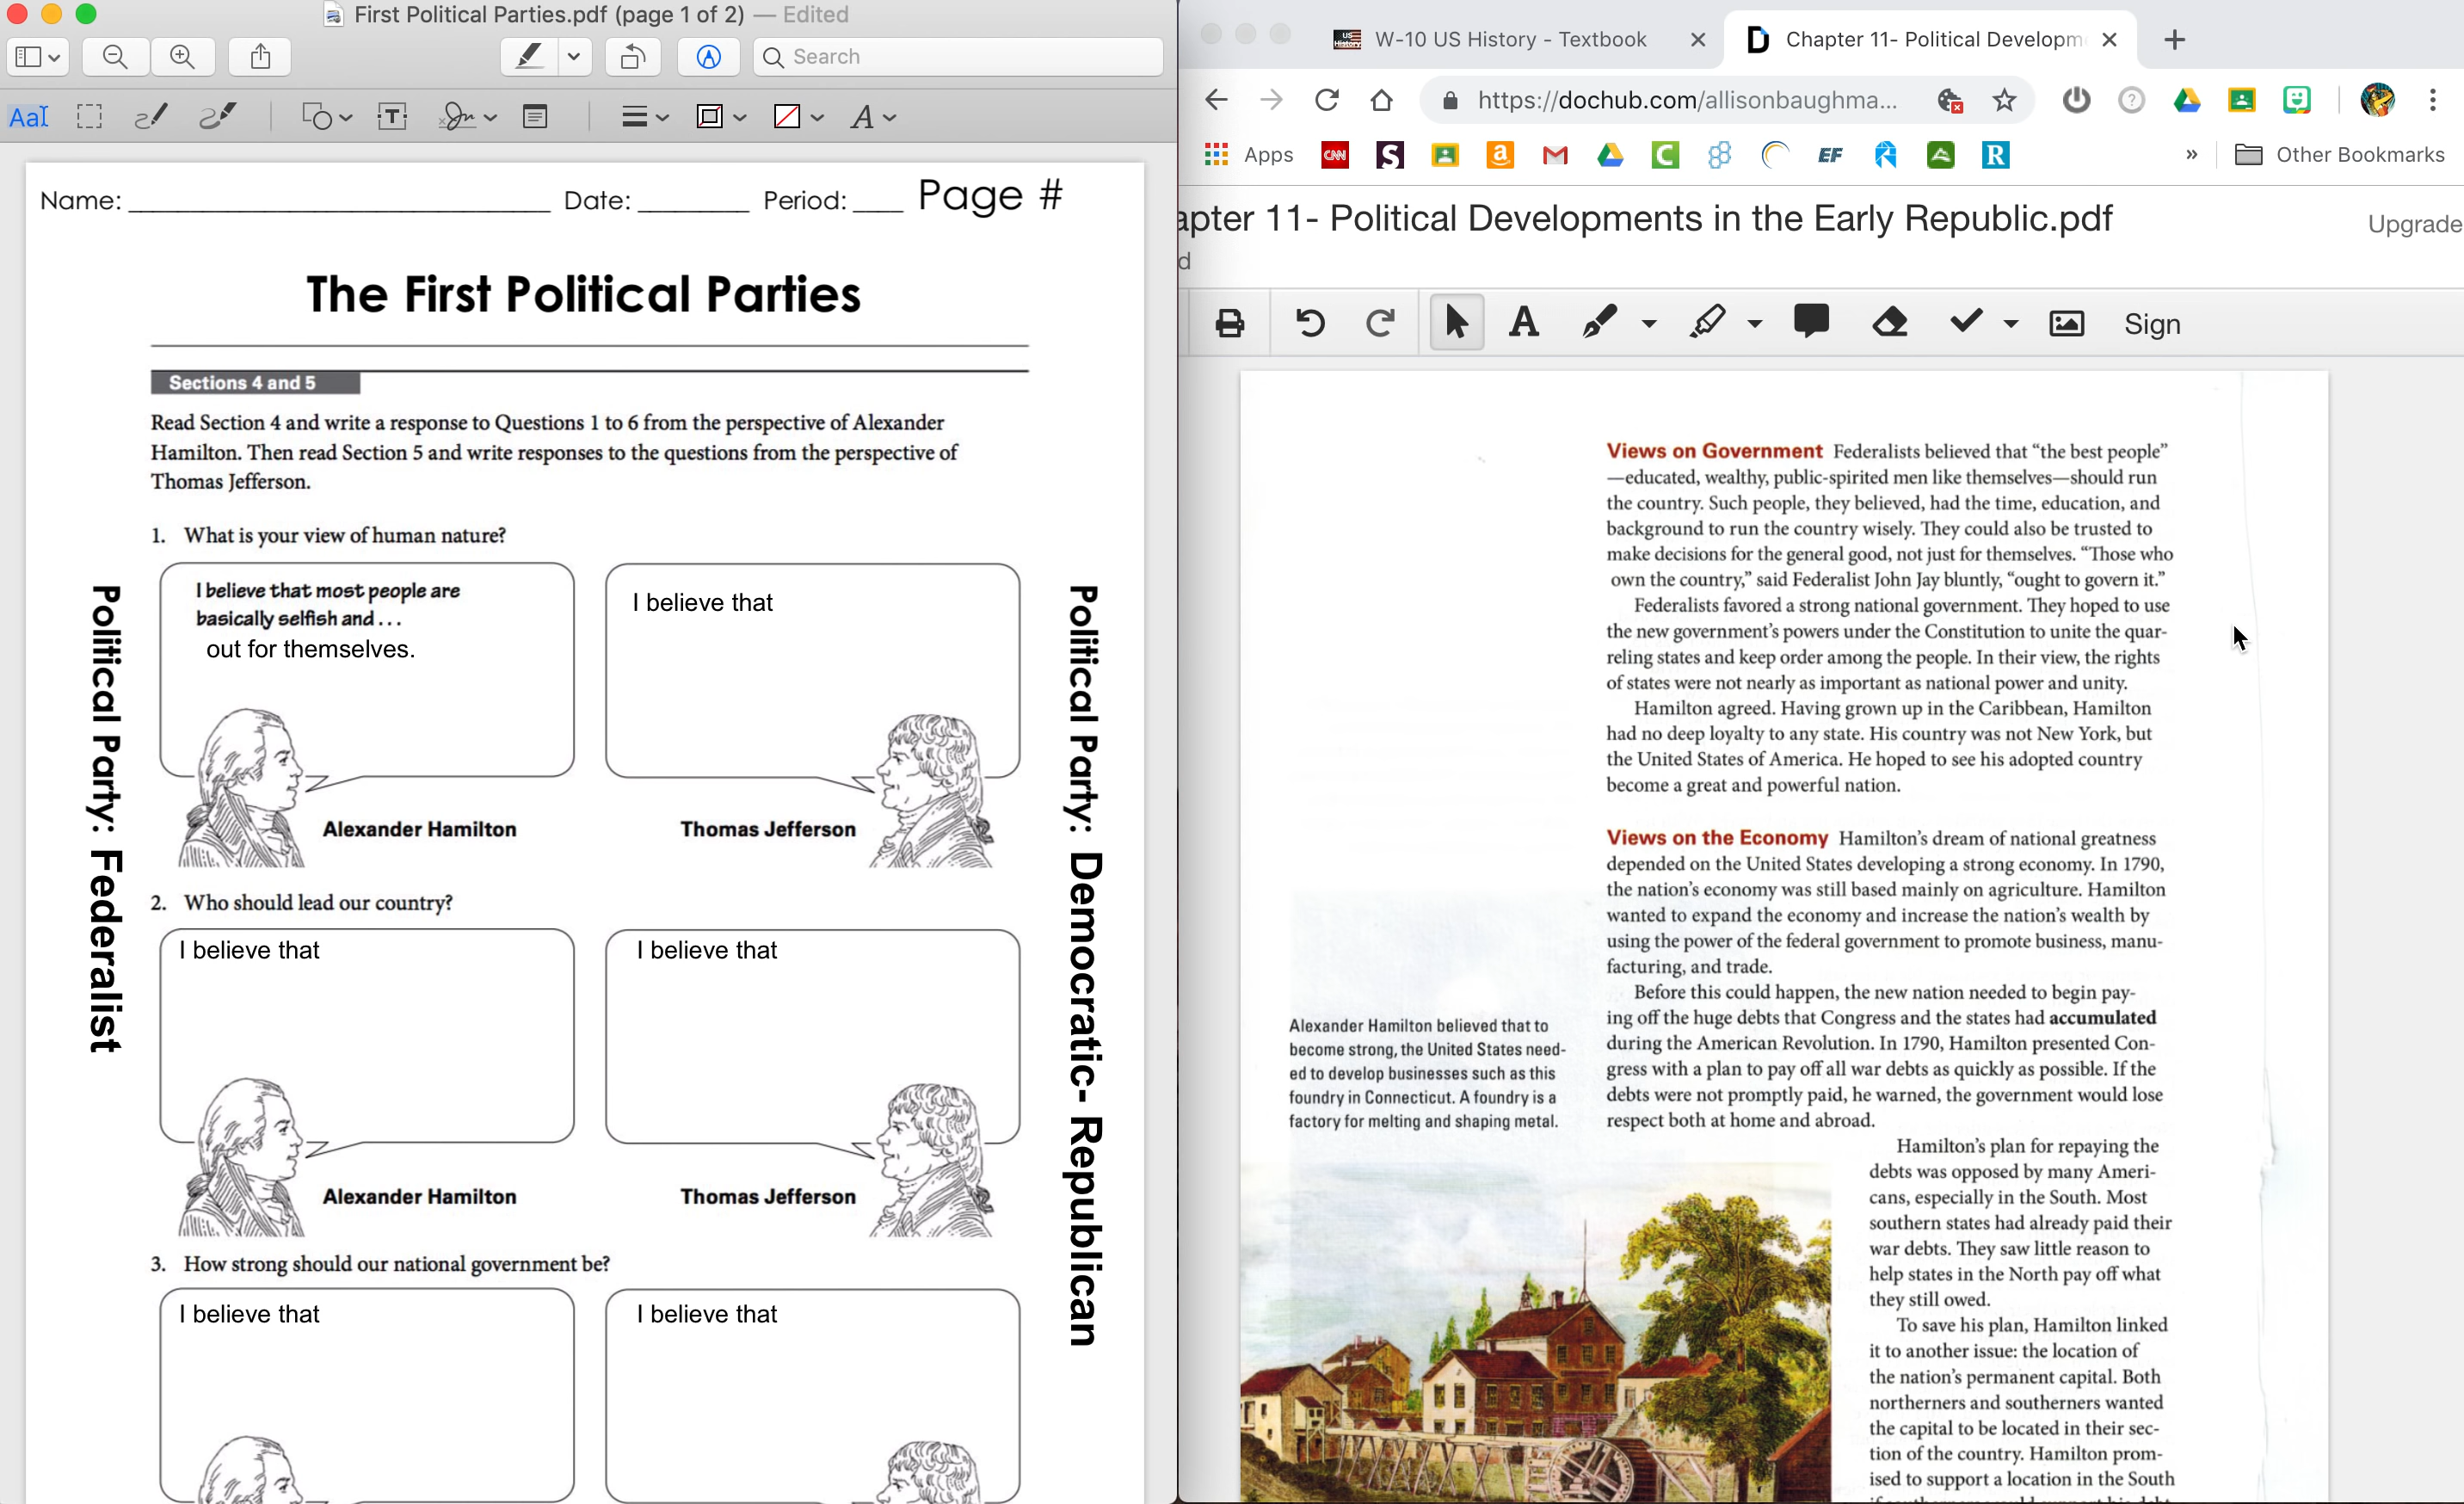 First Political Parties.pdf (page 1 of 2) — Edited
Search
Name: Date: Period: Page #
The First Political Parties
Sections 4 and 5
Read Section 4 and write a response to Questions 1 to 6 from the perspective of Alexander
Hamilton. Then read Section 5 and write responses to the questions from the perspective of
Thomas Jefferson.
1. What is your view of human nature?
I believe that most people are
basically selfish and . . .
out for themselves.
I believe that
Alexander Hamilton
Thomas Jefferson
Political Party: Federalist
Political Party: Democratic- Republican
2. Who should lead our country?
I believe that
I believe that
Alexander Hamilton
Thomas Jefferson
3. How strong should our national government be?
I believe that
I believe that
W-10 US History - Textbook
Chapter 11- Political Developm
https://dochub.com/allisonbaughma...
Apps
CNN
EF
Other Bookmarks
apter 11- Political Developments in the Early Republic.pdf
Upgrade
d
Sign
Views on Government Federalists believed that “the best people”
—educated, wealthy, public-spirited men like themselves—should run
the country. Such people, they believed, had the time, education, and
background to run the country wisely. They could also be trusted to
make decisions for the general good, not just for themselves. “Those who
own the country,” said Federalist John Jay bluntly, “ought to govern it.”
Federalists favored a strong national government. They hoped to use
the new government’s powers under the Constitution to unite the quar-
reling states and keep order among the people. In their view, the rights
of states were not nearly as important as national power and unity.
Hamilton agreed. Having grown up in the Caribbean, Hamilton
had no deep loyalty to any state. His country was not New York, but
the United States of America. He hoped to see his adopted country
become a great and powerful nation.
Views on the Economy Hamilton’s dream of national greatness
depended on the United States developing a strong economy. In 1790,
the nation’s economy was still based mainly on agriculture. Hamilton
wanted to expand the economy and increase the nation’s wealth by
using the power of the federal government to promote business, manu-
facturing, and trade.
Before this could happen, the new nation needed to begin pay-
ing off the huge debts that Congress and the states had accumulated
during the American Revolution. In 1790, Hamilton presented Con-
gress with a plan to pay off all war debts as quickly as possible. If the
debts were not promptly paid, he warned, the government would lose
respect both at home and abroad.
Alexander Hamilton believed that to
become strong, the United States need-
ed to develop businesses such as this
foundry in Connecticut. A foundry is a
factory for melting and shaping metal.
Hamilton’s plan for repaying the
debts was opposed by many Ameri-
cans, especially in the South. Most
southern states had already paid their
war debts. They saw little reason to
help states in the North pay off what
they still owed.
To save his plan, Hamilton linked
it to another issue: the location of
the nation’s permanent capital. Both
northerners and southerners wanted
the capital to be located in their sec-
tion of the country. Hamilton prom-
ised to support a location in the South